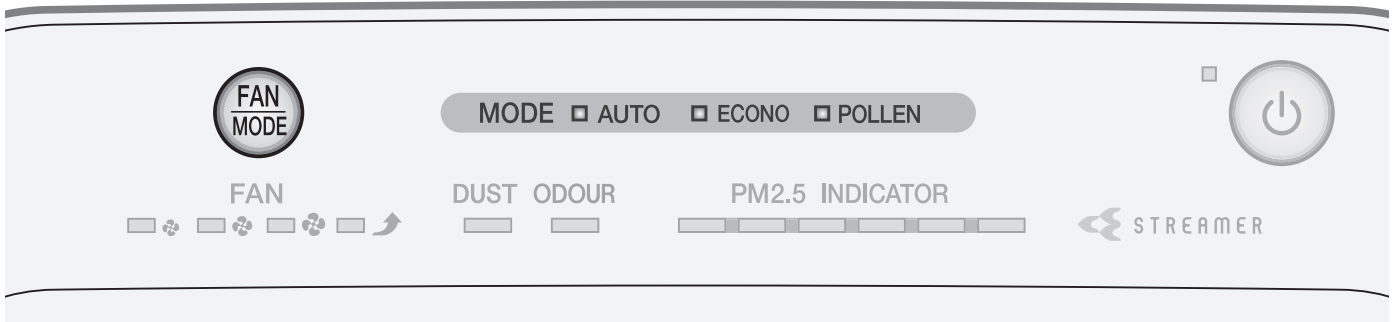 FAN
MODE
MODE AUTO ECONO POLLEN
FAN DUST ODOUR PM2.5 INDICATOR
STREAMER